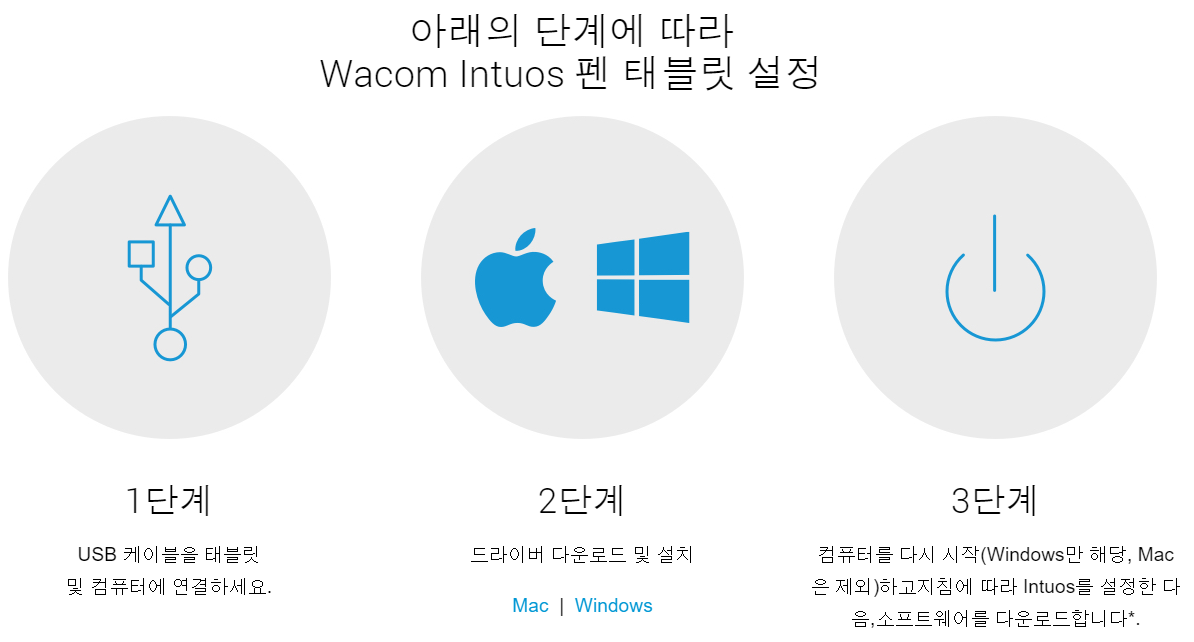 아래의 단계에 따라
Wacom Intuos 펜 태블릿 설정
1단계
USB 케이블을 태블릿
및 컴퓨터에 연결하세요.
2단계
드라이버 다운로드 및 설치
Mac | Windows
3단계
컴퓨터를 다시 시작(Windows만 해당, Mac
은 제외)하고지침에 따라 Intuos를 설정한 다
음,소프트웨어를 다운로드합니다*.